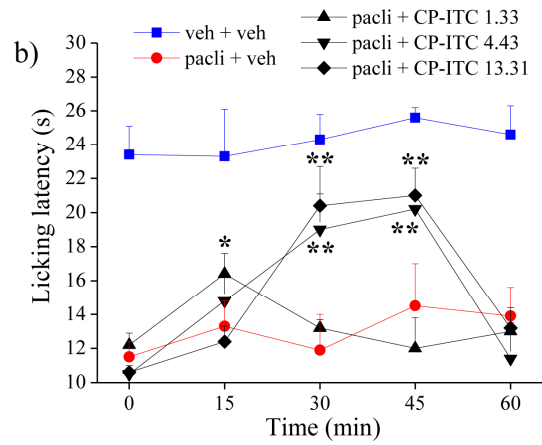 b)
veh + veh
pacli + veh
pacli + CP-ITC 1.33
pacli + CP-ITC 4.43
pacli + CP-ITC 13.31
Licking latency (s)
30
28
26
24
22
20
18
16
14
12
10
*
**
**
**
**
0
15
30
45
60
Time (min)